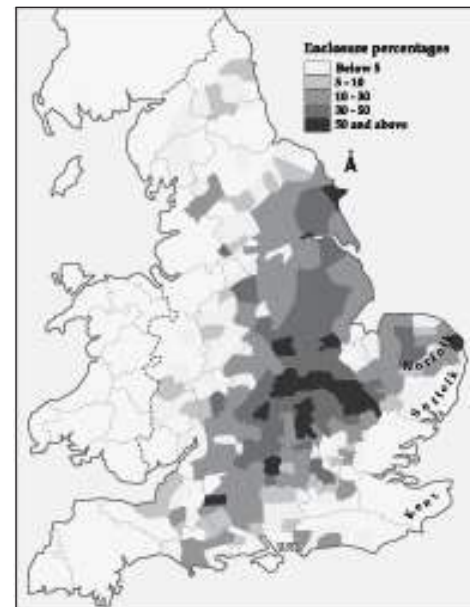 Enclosure percentages
Below 5
5 - 10
10 - 30
30 - 50
50 and above
Norfolk
Suffolk
Kent